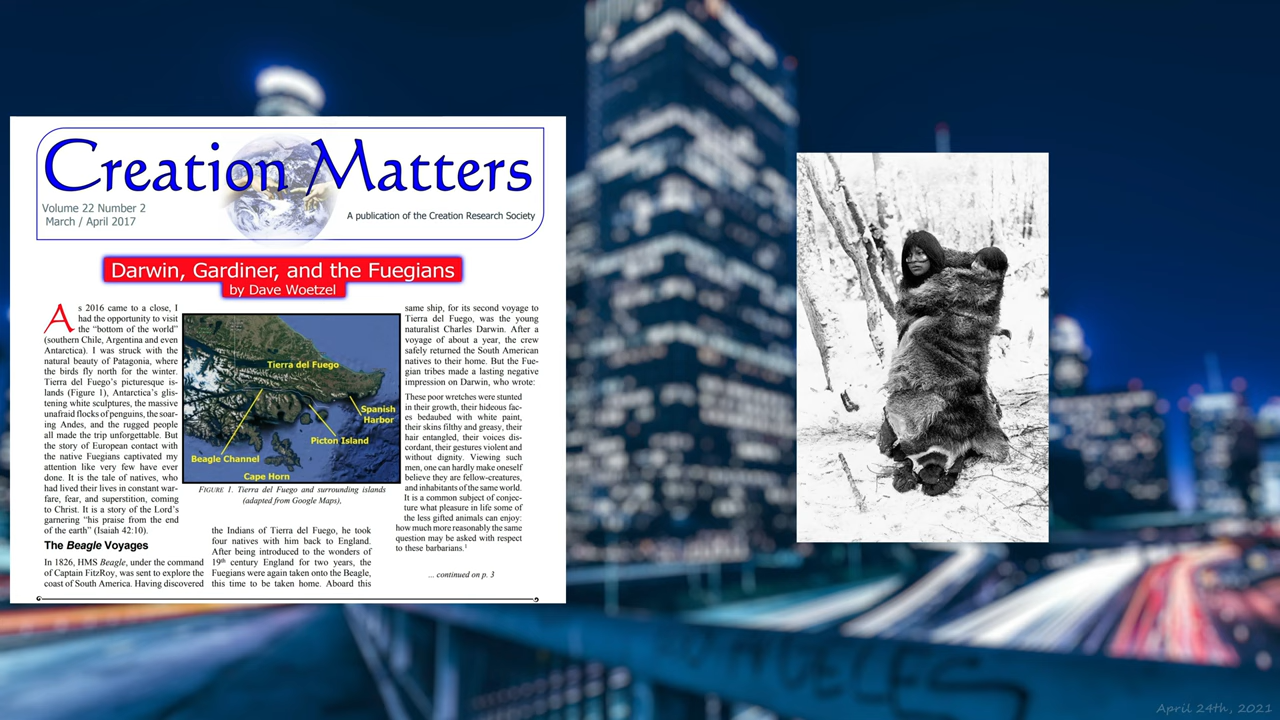 Creation Matters
Volume 22 Number 2
March / April 2017
A publication of the Creation Research Society
Darwin, Gardiner, and the Fuegians
by Dave Woetzel
As 2016 came to a close, I
had the opportunity to visit
the “bottom of the world”
(southern Chile, Argentina and even
Antarctica). I was struck with the
natural beauty of Patagonia, where
the birds fly north for the winter.
Tierra del Fuego’s picturesque is-
lands (Figure 1), Antarctica’s glis-
tening white sculptures, the massive
unafraid flocks of penguins, the soar-
ing Andes, and the rugged people
all made the trip unforgettable. But
the story of European contact with
the native Fuegians captivated my
attention like very few have ever
done. It is the tale of natives, who
had lived their lives in constant war-
fare, fear, and superstition, coming
to Christ. It is a story of the Lord’s
garnering “his praise from the end
of the earth” (Isaiah 42:10).
The Beagle Voyages
In 1826, HMS Beagle, under the command
of Captain FitzRoy, was sent to explore the
coast of South America. Having discovered
Tierra del Fuego
Spanish
Harbor
Picton Island
Beagle Channel
Cape Horn
FIGURE 1. Tierra del Fuego and surrounding islands
(adapted from Google Maps),
the Indians of Tierra del Fuego, he took
four natives with him back to England.
After being introduced to the wonders of
19th century England for two years, the
Fuegians were again taken onto the Beagle,
this time to be taken home. Aboard this
same ship, for its second voyage to
Tierra del Fuego, was the young
naturalist Charles Darwin. After a
voyage of about a year, the crew
safely returned the South American
natives to their home. But the Fue-
gian tribes made a lasting negative
impression on Darwin, who wrote:
These poor wretches were stunted
in their growth, their hideous fac-
es bedaubed with white paint,
their skins filthy and greasy, their
hair entangled, their voices dis-
cordant, their gestures violent and
without dignity. Viewing such
men, one can hardly make oneself
believe they are fellow-creatures,
and inhabitants of the same world.
It is a common subject of conjec-
ture what pleasure in life some of
the less gifted animals can enjoy:
how much more reasonably the same
question may be asked with respect
to these barbarians.1
... continued on p. 3
April 24th, 2021